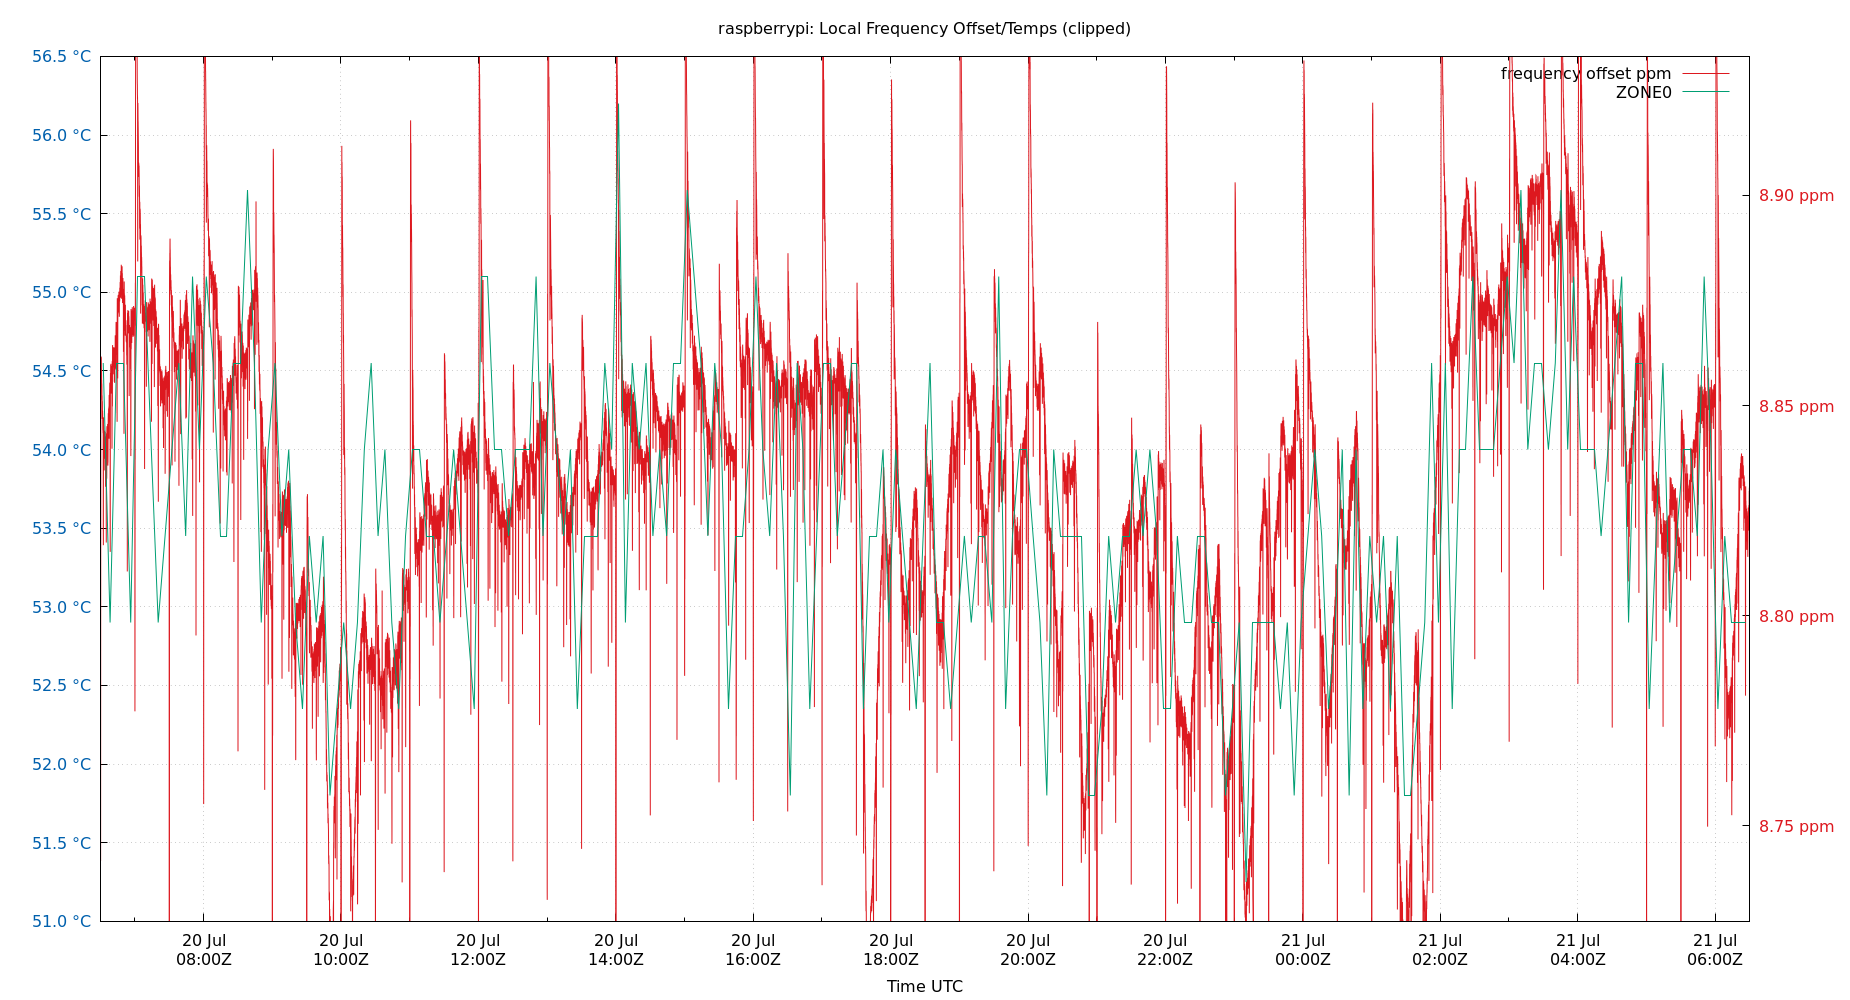 raspberrypi: Local Frequency Offset/Temps (clipped)
frequency offset ppm
ZONE0
56.5 °C
56.0 °C
55.5 °C
55.0 °C
54.5 °C
54.0 °C
53.5 °C
53.0 °C
52.5 °C
52.0 °C
51.5 °C
51.0 °C
8.90 ppm
8.85 ppm
8.80 ppm
8.75 ppm
20 Jul
08:00Z
20 Jul
10:00Z
20 Jul
12:00Z
20 Jul
14:00Z
20 Jul
16:00Z
20 Jul
18:00Z
20 Jul
20:00Z
20 Jul
22:00Z
21 Jul
00:00Z
21 Jul
02:00Z
21 Jul
04:00Z
21 Jul
06:00Z
Time UTC